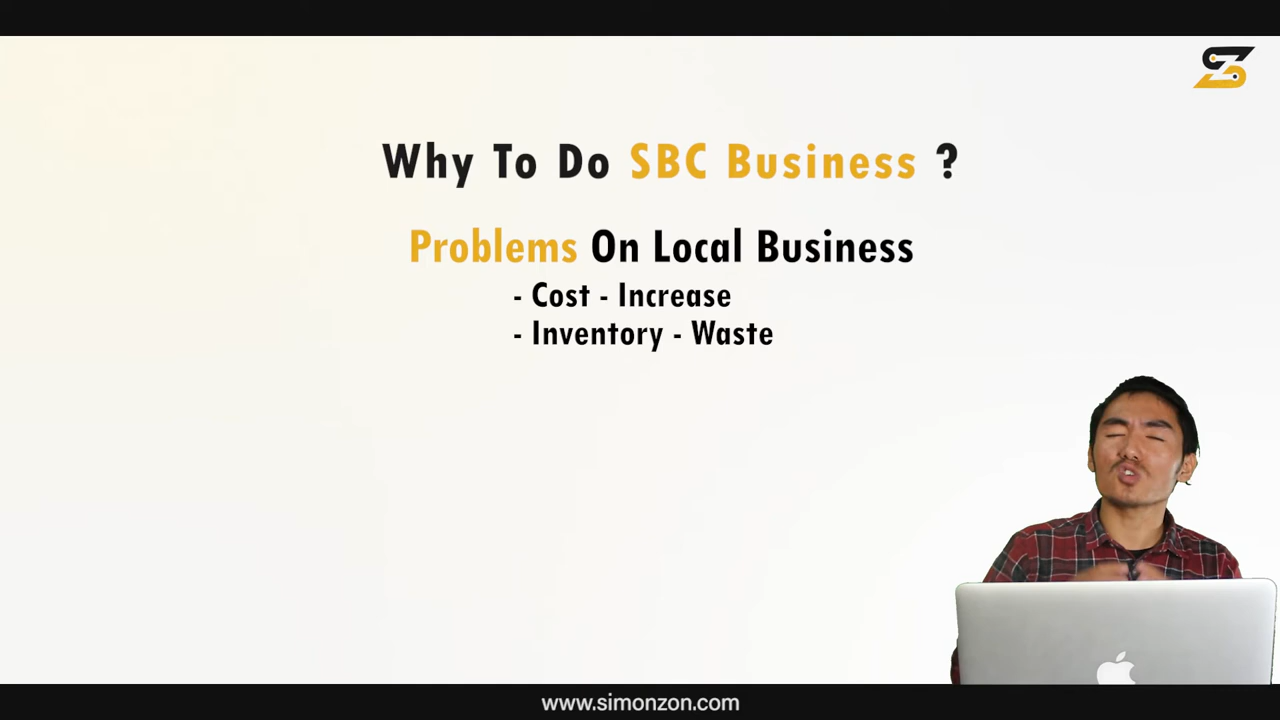 Why To Do SBC Business ?
Problems On Local Business
- Cost - Increase
- Inventory - Waste
www.simonzon.com